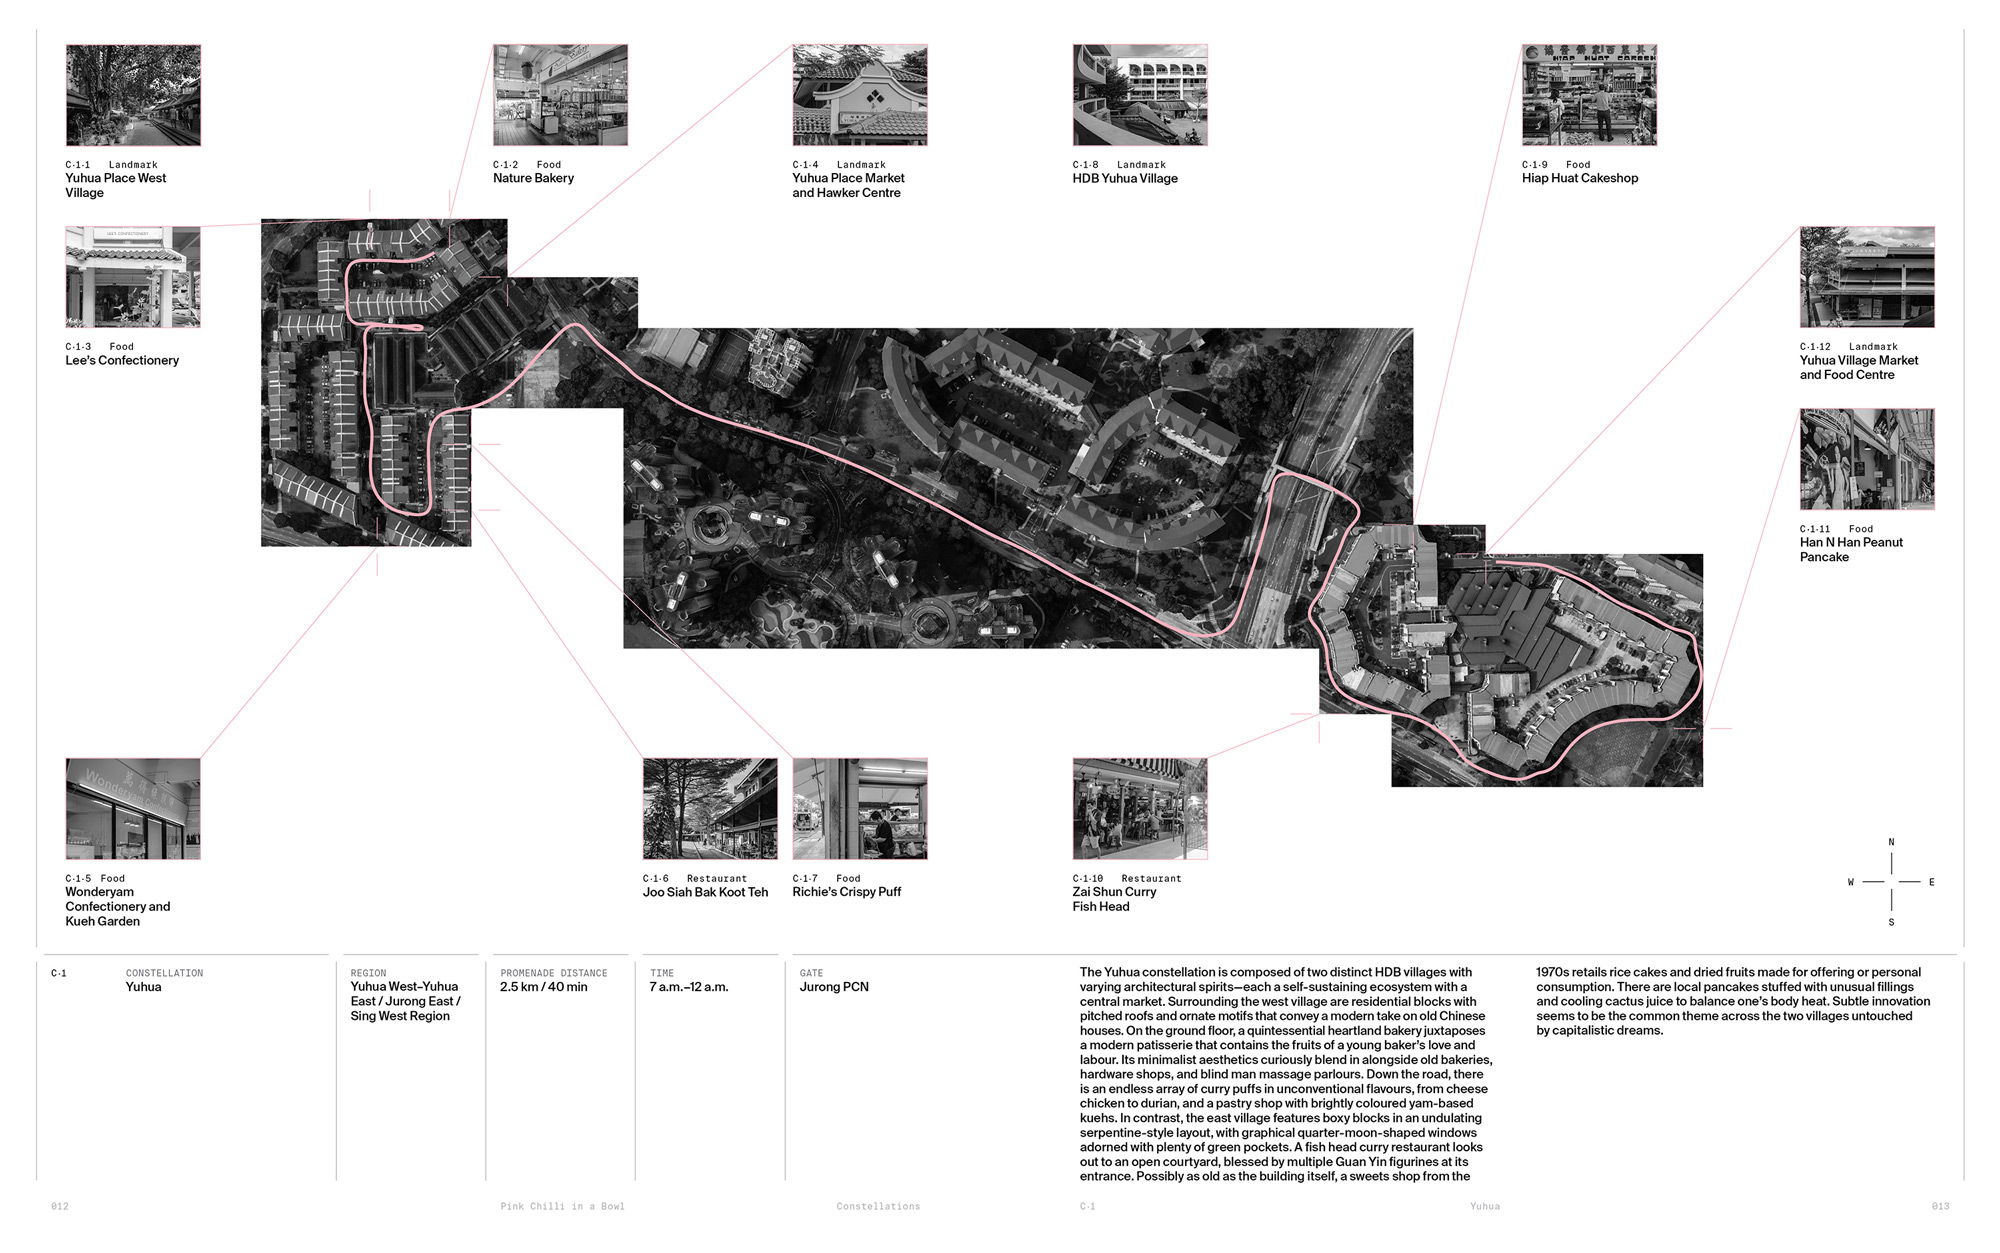 C·1·1 Landmark
Yuhua Place West
Village
C·1·2 Food
Nature Bakery
C·1·4 Landmark
Yuhua Place Market
and Hawker Centre
C·1·8 Landmark
HDB Yuhua Village
HIAP HUAT CAKESH
C·1·9 Food
Hiap Huat Cakeshop
LEE'S CONFECTIONERY
C·1·3 Food
Lee's Confectionery
C·1·12 Landmark
Yuhua Village Market
and Food Centre
C·1·11 Food
Han N Han Peanut
Pancake
Wonderyam
C·1·5 Food
Wonderyam
Confectionery and
Kueh Garden
C·1·6 Restaurant
Joo Siah Bak Koot Teh
C·1·7 Food
Richie's Crispy Puff
C·1·10 Restaurant
Zai Shun Curry
Fish Head
N
W E
S
C·1
CONSTELLATION
Yuhua
REGION
Yuhua West–Yuhua
East / Jurong East /
Sing West Region
PROMENADE DISTANCE
2.5 km / 40 min
TIME
7 a.m.–12 a.m.
GATE
Jurong PCN
The Yuhua constellation is composed of two distinct HDB villages with
varying architectural spirits—each a self-sustaining ecosystem with a
central market. Surrounding the west village are residential blocks with
pitched roofs and ornate motifs that convey a modern take on old Chinese
houses. On the ground floor, a quintessential heartland bakery juxtaposes
a modern patisserie that contains the fruits of a young baker's love and
labour. Its minimalist aesthetics curiously blend in alongside old bakeries,
hardware shops, and blind man massage parlours. Down the road, there
is an endless array of curry puffs in unconventional flavours, from cheese
chicken to durian, and a pastry shop with brightly coloured yam-based
kuehs. In contrast, the east village features boxy blocks in an undulating
serpentine-style layout, with graphical quarter-moon-shaped windows
adorned with plenty of green pockets. A fish head curry restaurant looks
out to an open courtyard, blessed by multiple Guan Yin figurines at its
entrance. Possibly as old as the building itself, a sweets shop from the
1970s retails rice cakes and dried fruits made for offering or personal
consumption. There are local pancakes stuffed with unusual fillings
and cooling cactus juice to balance one's body heat. Subtle innovation
seems to be the common theme across the two villages untouched
by capitalistic dreams.
012
Pink Chilli in a Bowl
Constellations
C·1
Yuhua
013